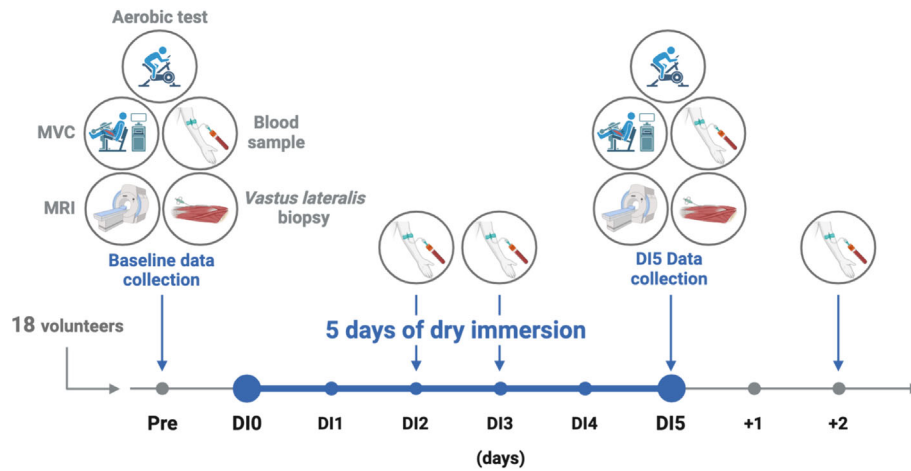 Aerobic test
MVC
Blood
sample
MRI
Vastus lateralis
biopsy
Baseline data
collection
DI5 Data
collection
18 volunteers
5 days of dry immersion
Pre
DI0
DI1
DI2
DI3
DI4
DI5
+1
+2
(days)